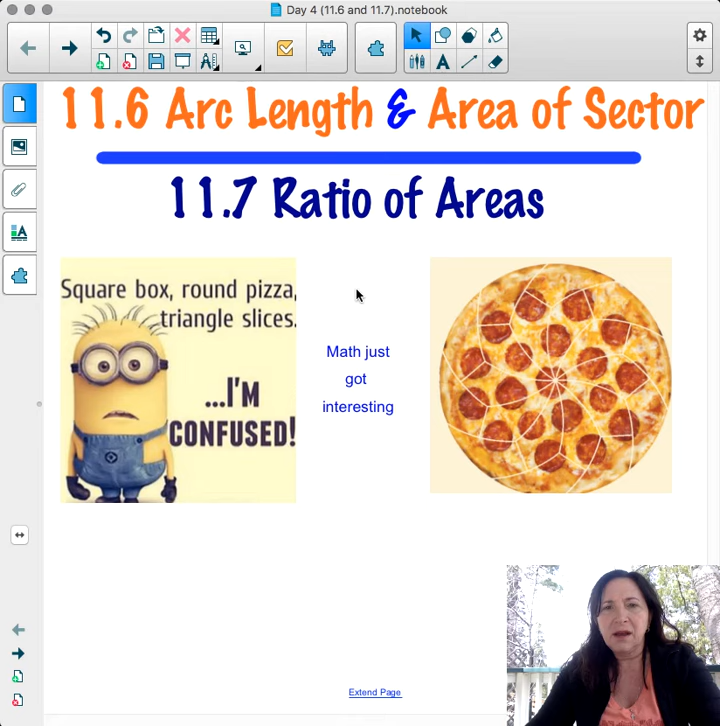 Day 4 (11.6 and 11.7).notebook
11.6 Arc Length & Area of Sector
11.7 Ratio of Areas
Square box, round pizza,
triangle slices.
...I'M
CONFUSED!
Math just
got
interesting
Extend Page